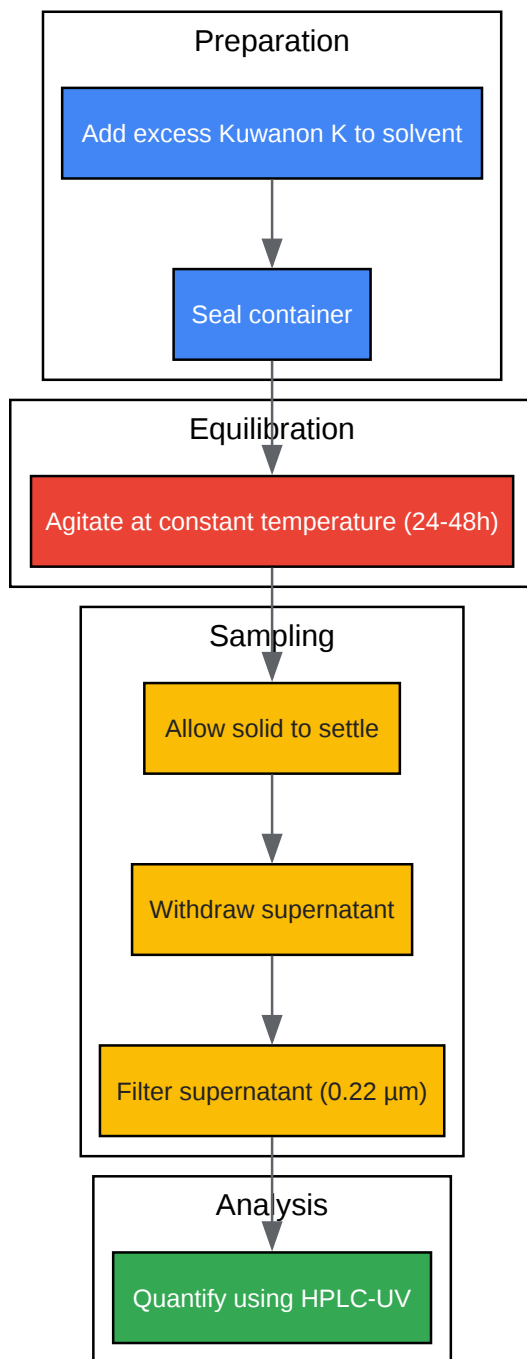 Preparation
Add excess Kuwanon K to solvent
Seal container
Equilibration
Agitate at constant temperature (24-48h)
Sampling
Allow solid to settle
Withdraw supernatant
Filter supernatant (0.22 µm)
Analysis
Quantify using HPLC-UV